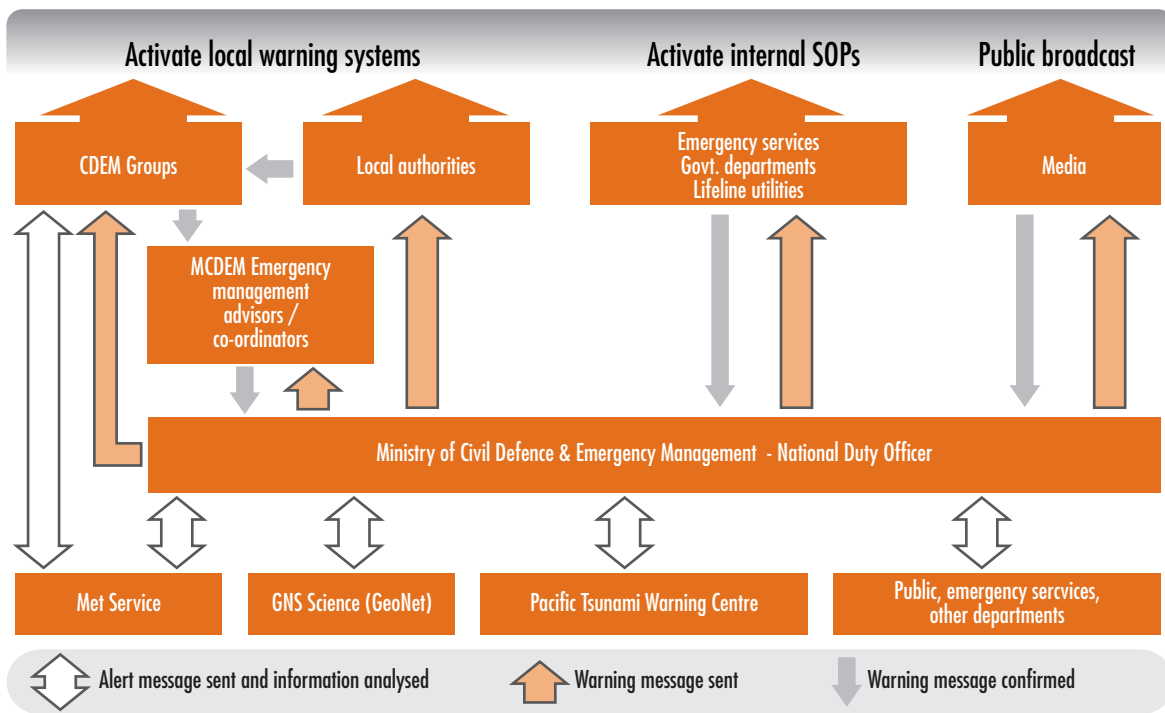 Activate local warning systems
Activate internal SOPs
Public broadcast
CDEM Groups
Local authorities
Emergency services
Govt. departments
Lifeline utilities
Media
MCDEM Emergency
management
advisors /
co-ordinators
Ministry of Civil Defence & Emergency Management - National Duty Officer
Met Service
GNS Science (GeoNet)
Pacific Tsunami Warning Centre
Public, emergency sercvices,
other departments
Alert message sent and information analysed
Warning message sent
Warning message confirmed